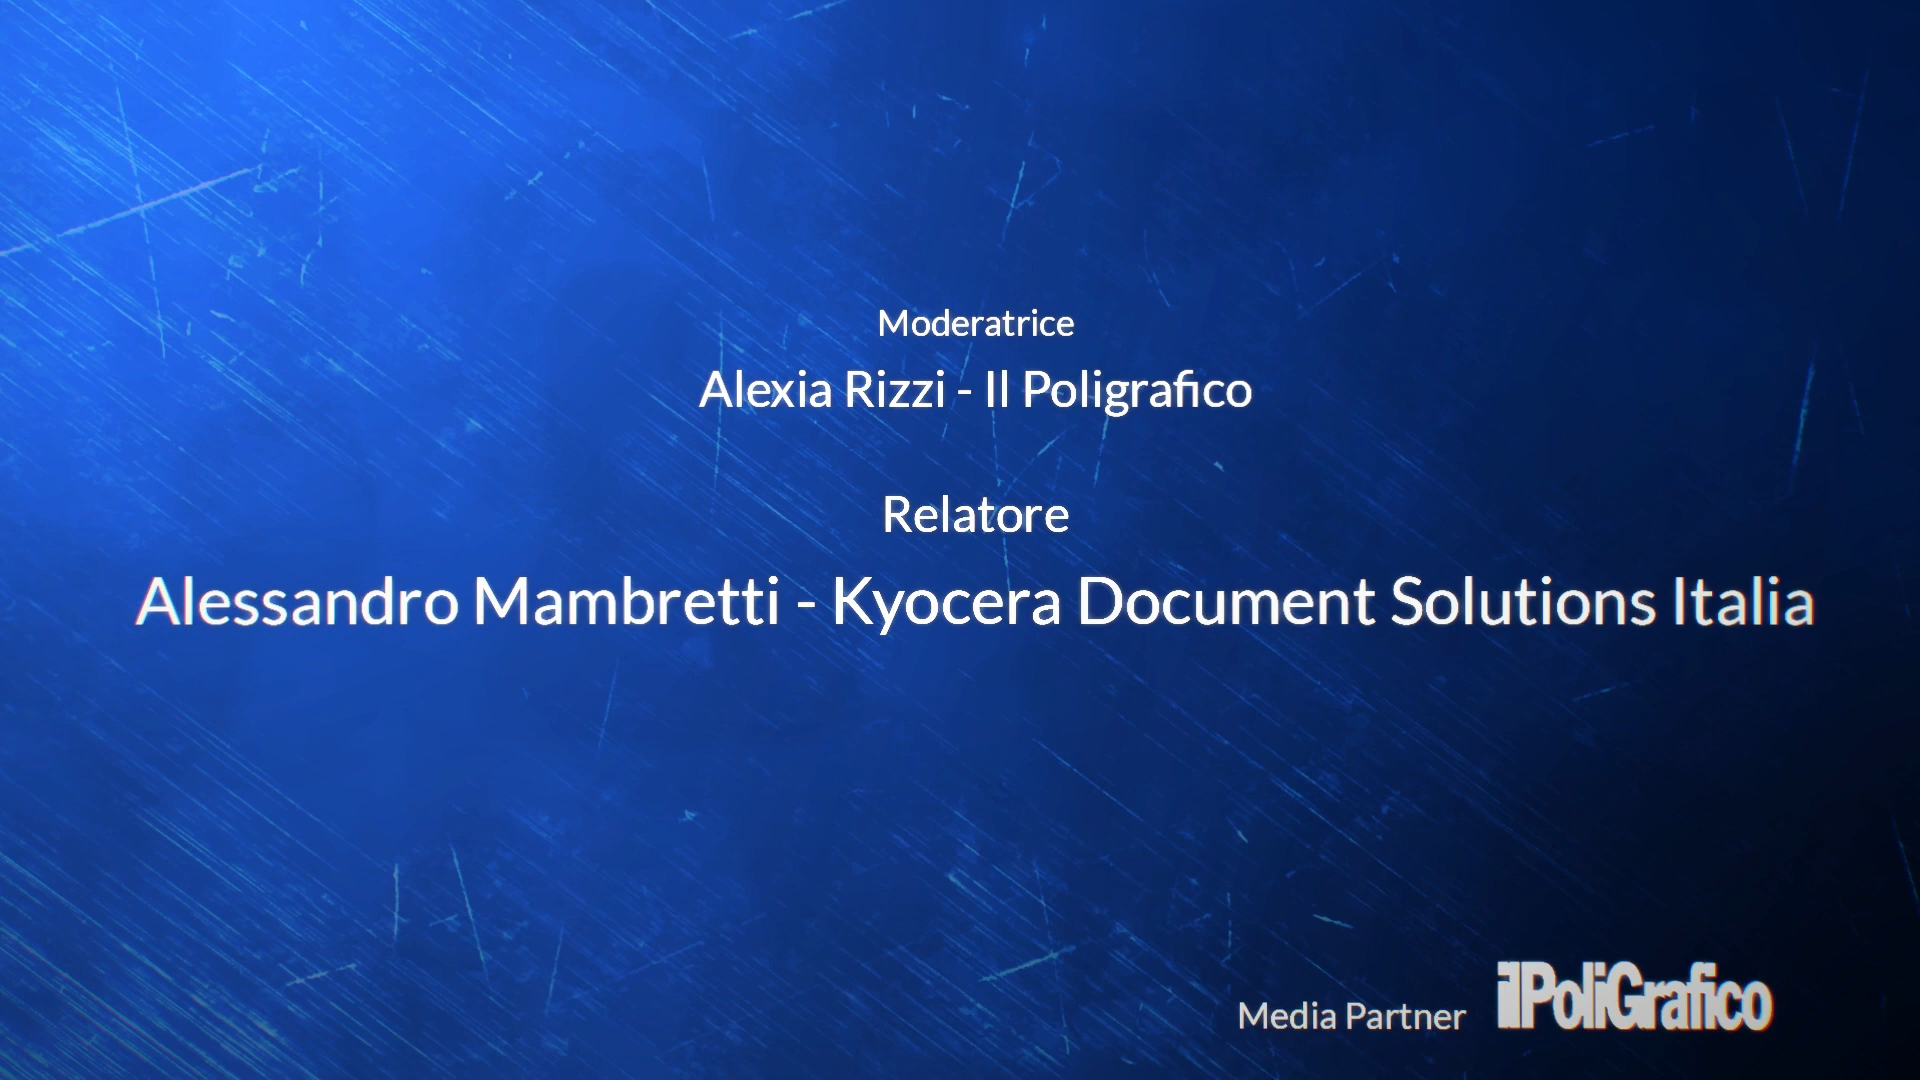 Moderatrice
Alexia Rizzi - Il Poligrafico
Relatore
Alessandro Mambretti - Kyocera Document Solutions Italia
Media Partner ilPoliGrafico